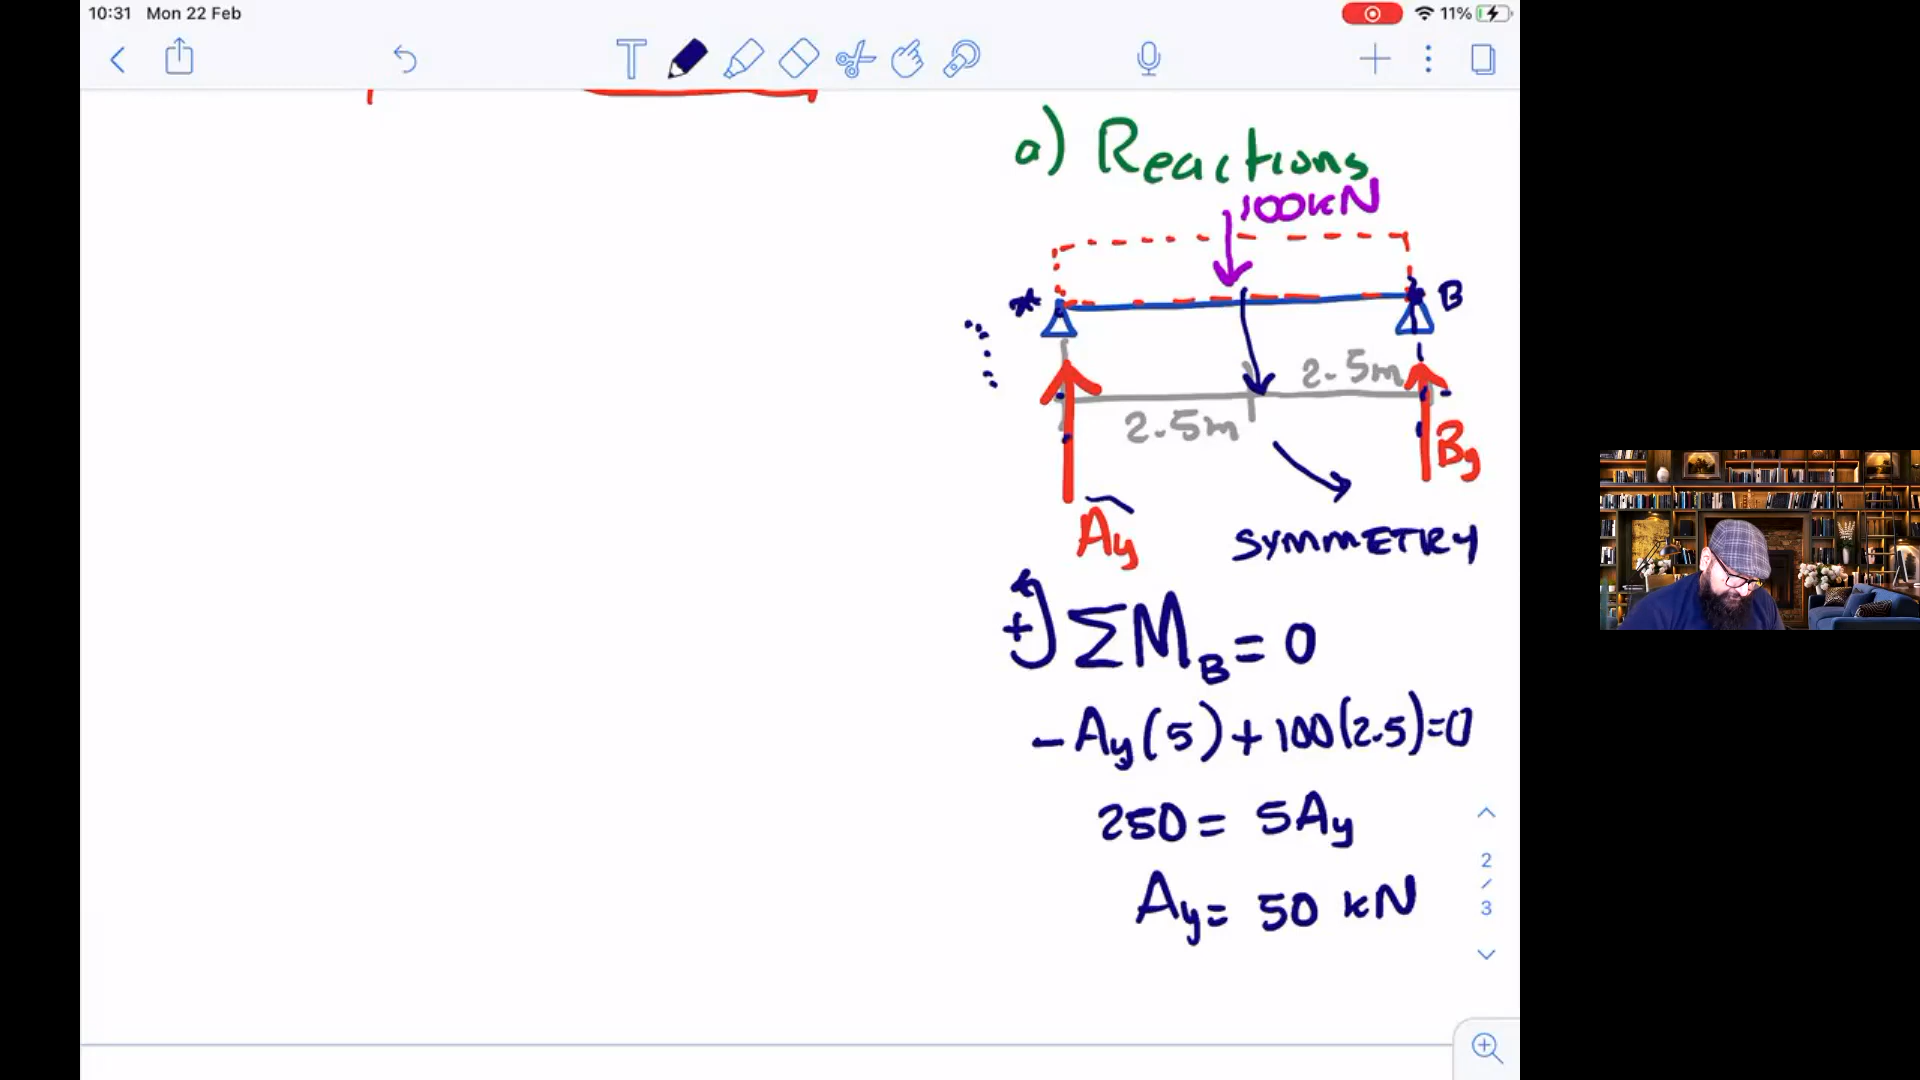 10:31 Mon 22 Feb
11%
T
a) Reactions
100kN
B
2.5m
2.5m
By
Ay
SYMMETRY
+ ΣM_B = 0
- Ay(5) + 100(2.5) = 0
250 = 5Ay
Ay = 50 kN
2
/
3